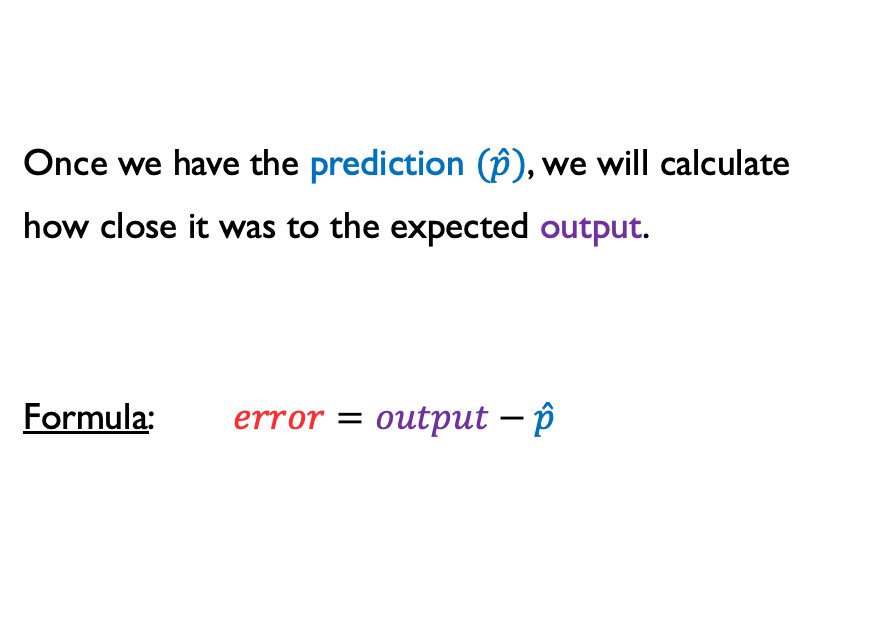 Once we have the prediction (p̂), we will calculate
how close it was to the expected output.
Formula: error = output − p̂